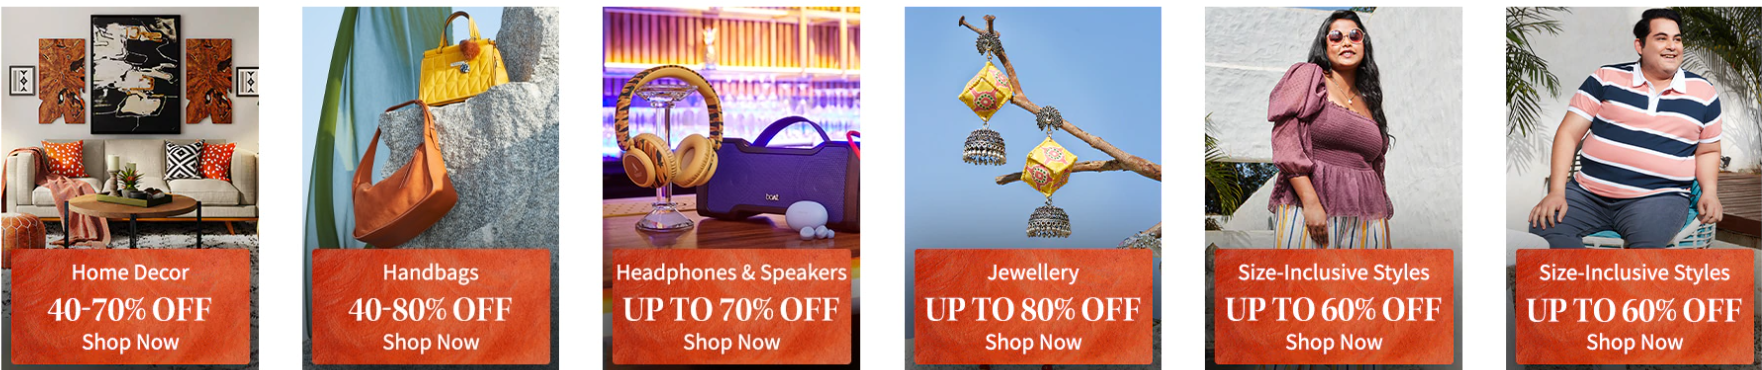 Home Decor
40-70% OFF
Shop Now
Handbags
40-80% OFF
Shop Now
boAt
Headphones & Speakers
UP TO 70% OFF
Shop Now
Jewellery
UP TO 80% OFF
Shop Now
Size-Inclusive Styles
UP TO 60% OFF
Shop Now
Size-Inclusive Styles
UP TO 60% OFF
Shop Now